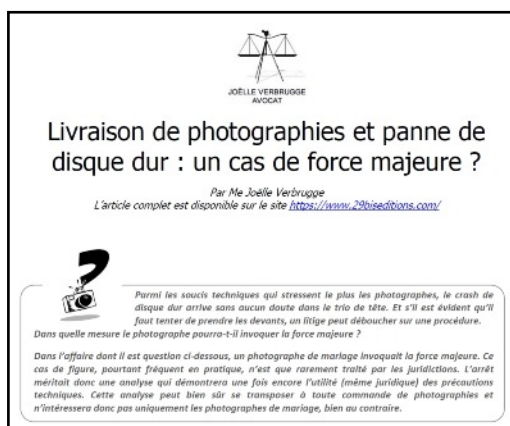 JOËLLE VERBRUGGE
AVOCAT
Livraison de photographies et panne de
disque dur : un cas de force majeure ?
Par Me Joëlle Verbrugge
L'article complet est disponible sur le site https://www.29biseditions.com/
Parmi les soucis techniques qui stressent le plus les photographes, le crash de
disque dur arrive sans aucun doute dans le trio de tête. Et s'il est évident qu'il
faut tenter de prendre les devants, un litige peut déboucher sur une procédure.
Dans quelle mesure le photographe pourra-t-il invoquer la force majeure ?
Dans l'affaire dont il est question ci-dessous, un photographe de mariage invoquait la force majeure. Ce
cas de figure, pourtant fréquent en pratique, n'est que rarement traité par les juridictions. L'arrêt
méritait donc une analyse qui démontrera une fois encore l'utilité (même juridique) des précautions
techniques. Cette analyse peut bien sûr se transposer à toute commande de photographies et
n'intéressera donc pas uniquement les photographes de mariage, bien au contraire.